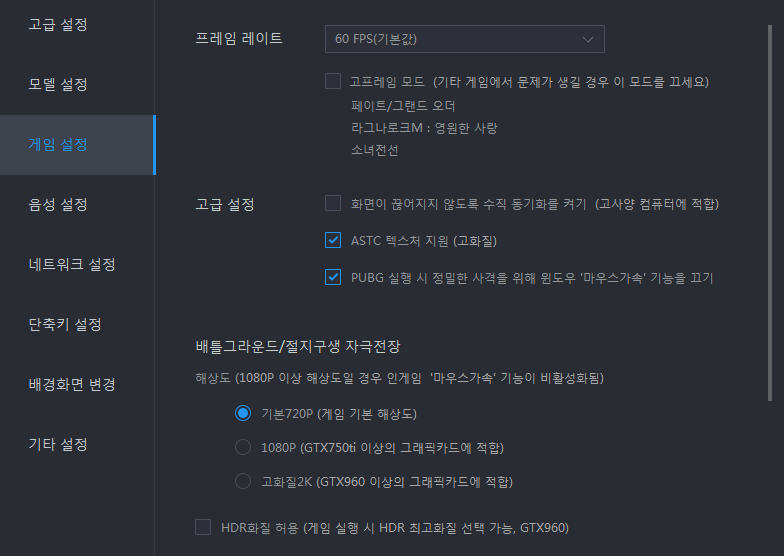 고급 설정
모델 설정
게임 설정
음성 설정
네트워크 설정
단축키 설정
배경화면 변경
기타 설정
프레임 레이트
60 FPS(기본값)
고프레임 모드 (기타 게임에서 문제가 생길 경우 이 모드를 끄세요)
페이트/그랜드 오더
라그나로크M : 영원한 사랑
소녀전선
고급 설정
화면이 끊어지지 않도록 수직 동기화를 켜기 (고사양 컴퓨터에 적합)
ASTC 텍스처 지원 (고화질)
PUBG 실행 시 정밀한 사격을 위해 윈도우 '마우스가속' 기능을 끄기
배틀그라운드/절지구생 자극전장
해상도 (1080P 이상 해상도일 경우 인게임 '마우스가속' 기능이 비활성화됨)
기본720P (게임 기본 해상도)
1080P (GTX750ti 이상의 그래픽카드에 적합)
고화질2K (GTX960 이상의 그래픽카드에 적합)
HDR화질 허용 (게임 실행 시 HDR 최고화질 선택 가능, GTX960)